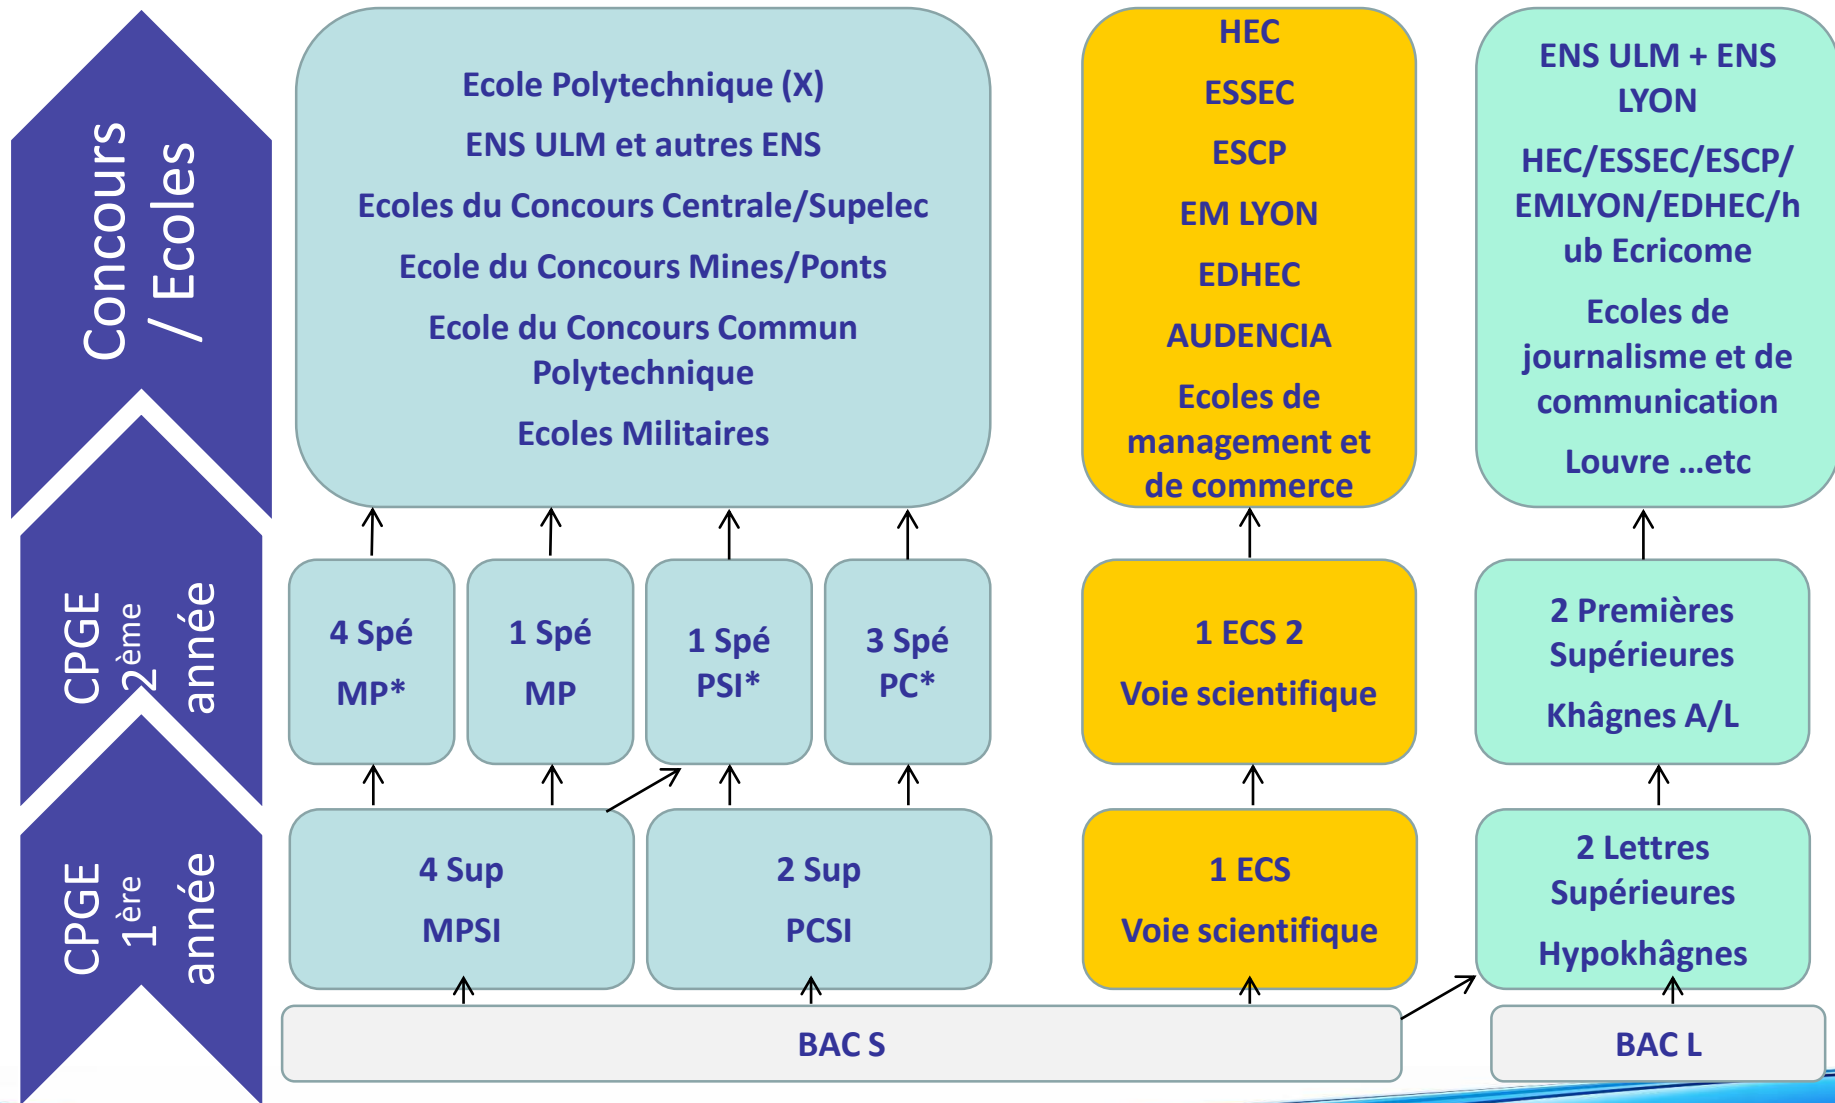 Concours
/ Ecoles
Ecole Polytechnique (X)
ENS ULM et autres ENS
Ecoles du Concours Centrale/Supelec
Ecole du Concours Mines/Ponts
Ecole du Concours Commun
Polytechnique
Ecoles Militaires
HEC
ESSEC
ESCP
EM LYON
EDHEC
AUDENCIA
Ecoles de
management et
de commerce
ENS ULM + ENS
LYON
HEC/ESSEC/ESCP/
EMLYON/EDHEC/h
ub Ecricome
Ecoles de
journalisme et de
communication
Louvre ...etc
CPGE
2ème
année
4 Spé
MP*
1 Spé
MP
1 Spé
PSI*
3 Spé
PC*
1 ECS 2
Voie scientifique
2 Premières
Supérieures
Khâgnes A/L
CPGE
1ère
année
4 Sup
MPSI
2 Sup
PCSI
1 ECS
Voie scientifique
2 Lettres
Supérieures
Hypokhâgnes
BAC S
BAC L